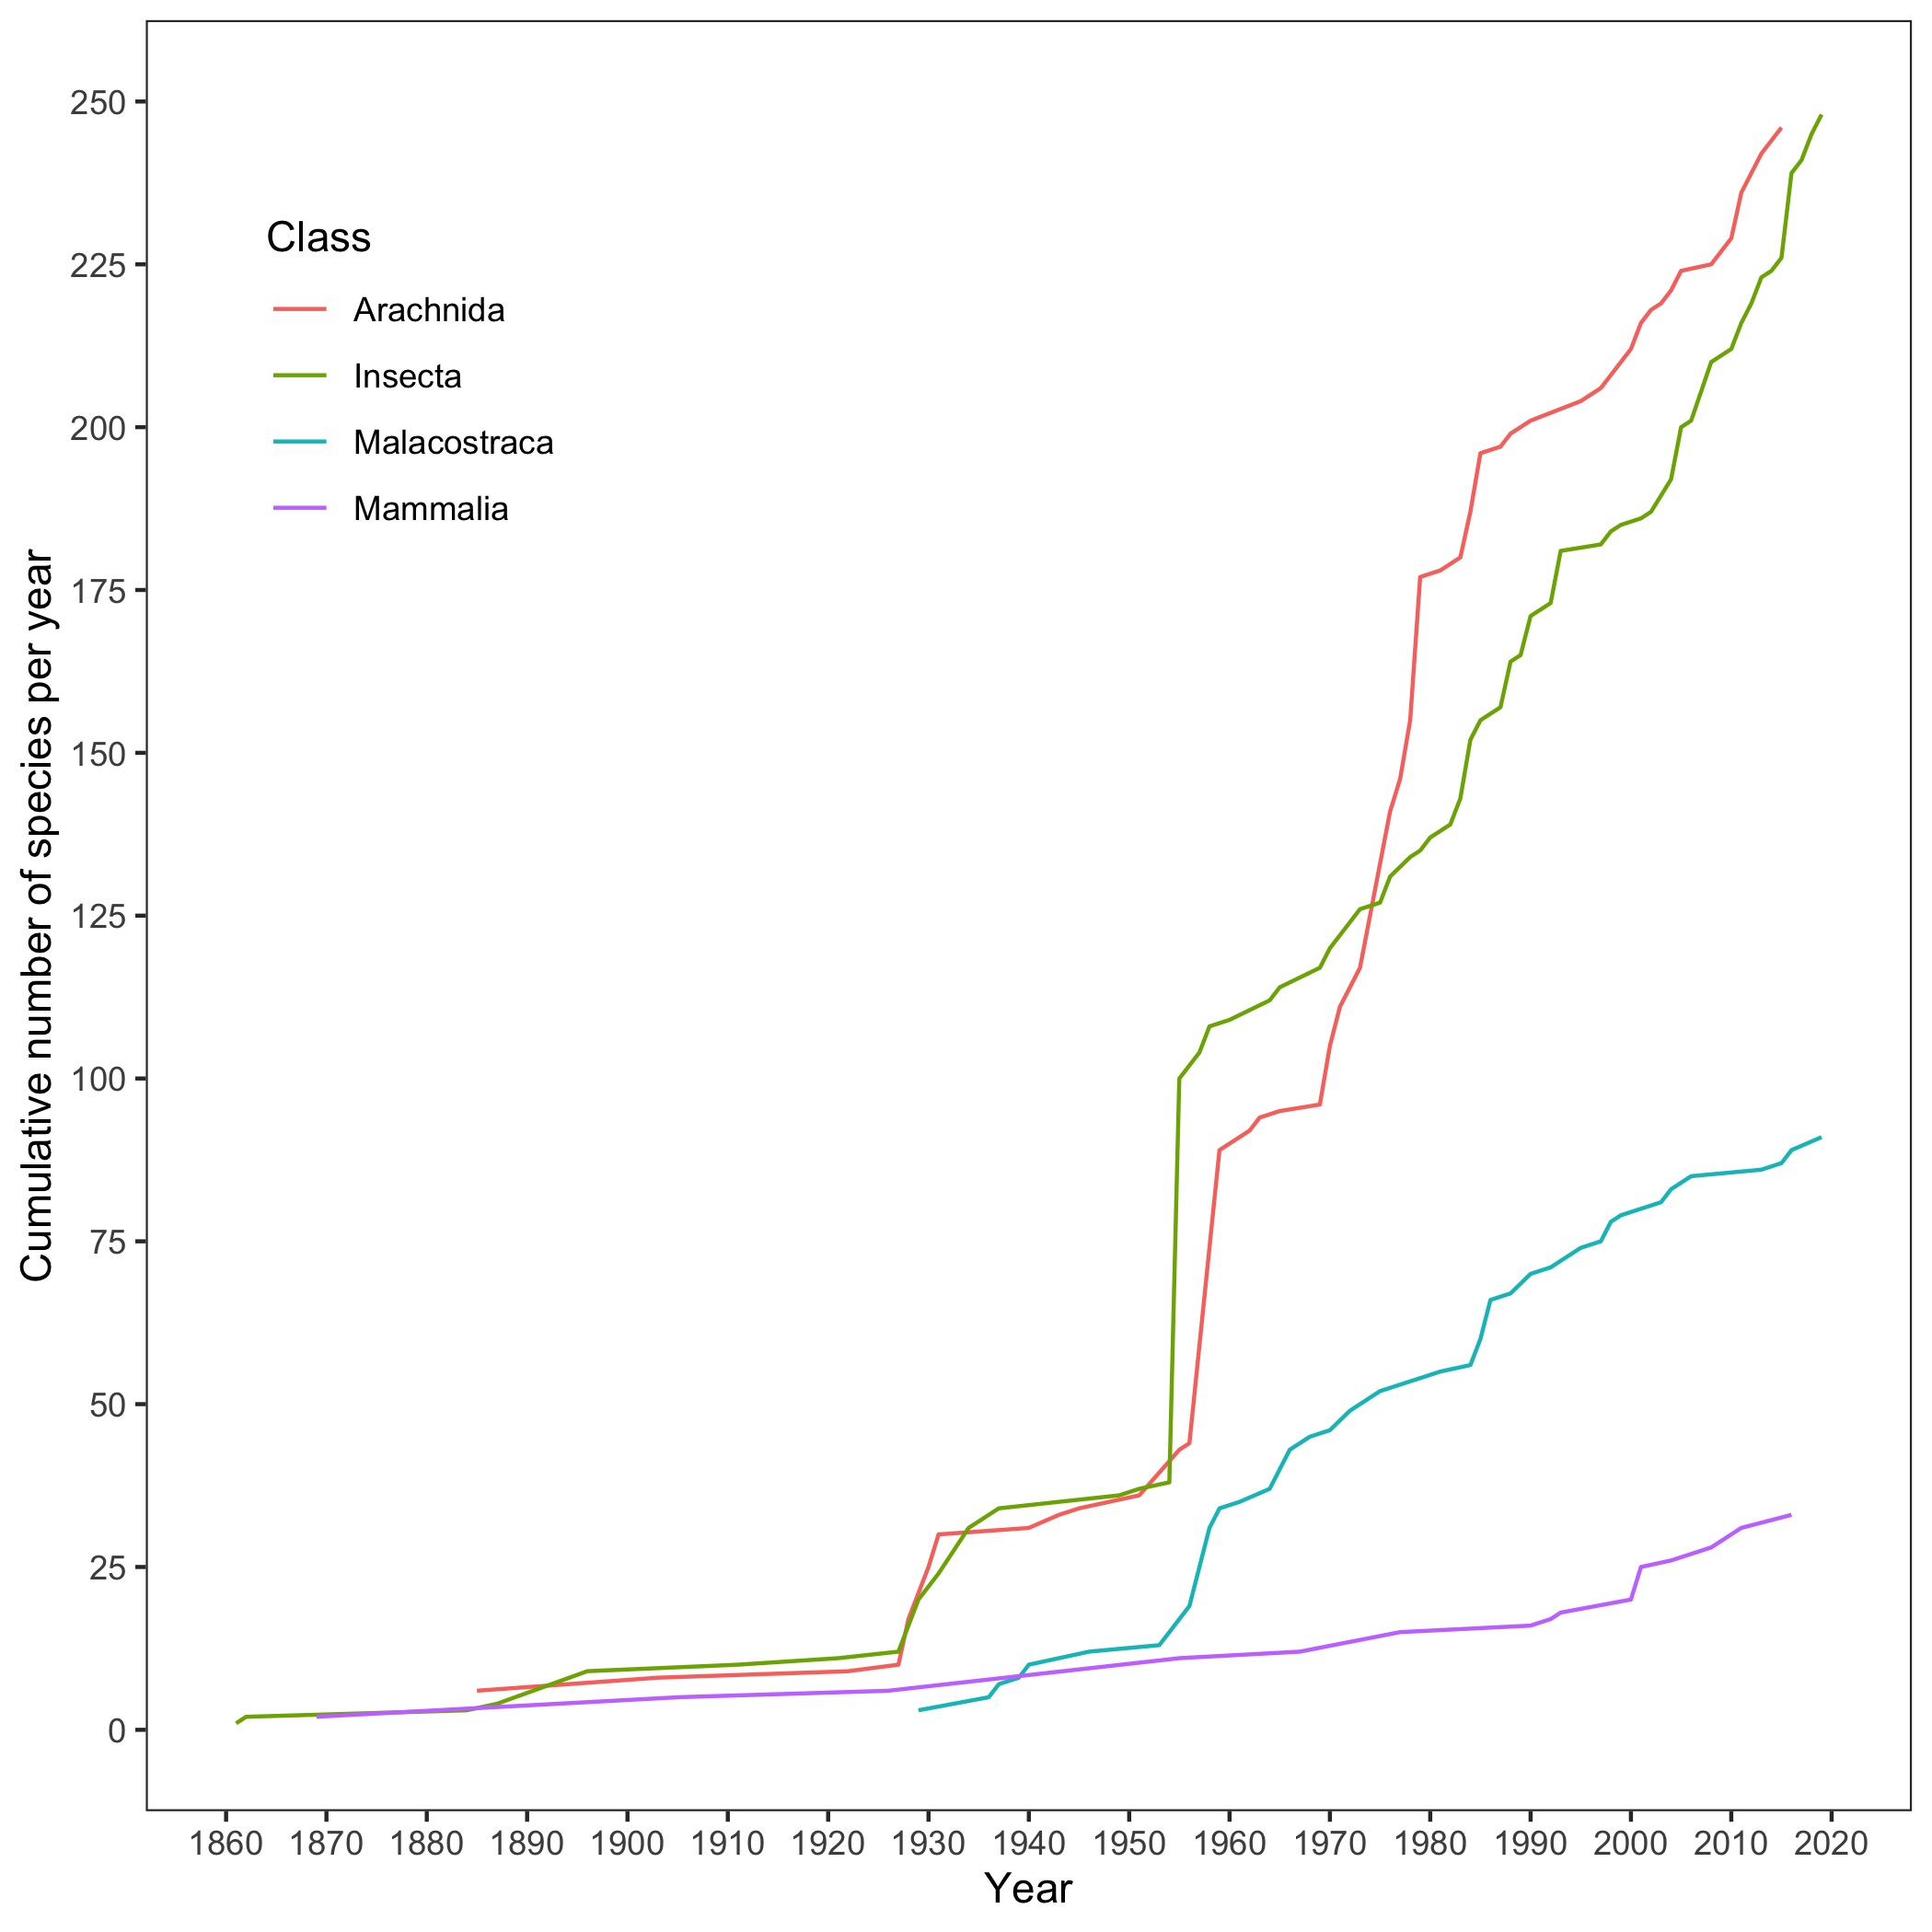 Cumulative number of species per year
250
225
200
175
150
125
100
75
50
25
0
Class
Arachnida
Insecta
Malacostraca
Mammalia
1860 1870 1880 1890 1900 1910 1920 1930 1940 1950 1960 1970 1980 1990 2000 2010 2020
Year